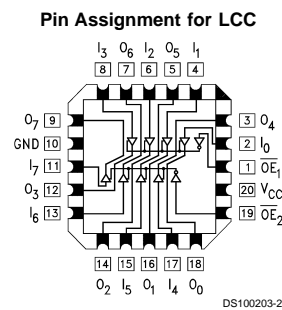 Pin Assignment for LCC
I3 O6 I2 O5 I1
8 7 6 5 4
O7 9
GND 10
I7 11
O3 12
I6 13
3 O4
2 I0
1 OE1
20 VCC
19 OE2
14 15 16 17 18
O2 I5 O1 I4 O0
DS100203-2